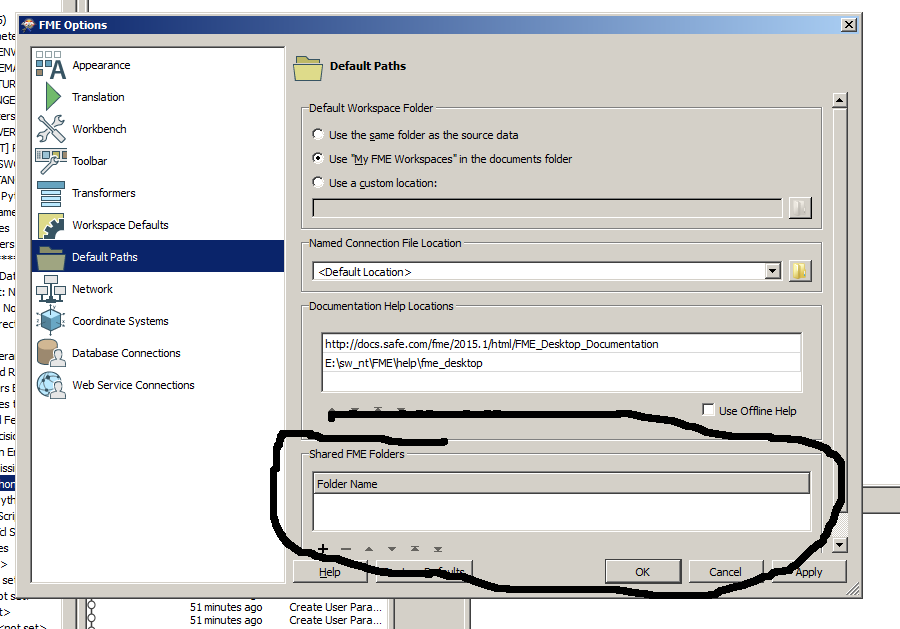 FME Options
Appearance
Translation
Workbench
Toolbar
Transformers
Workspace Defaults
Default Paths
Network
Coordinate Systems
Database Connections
Web Service Connections
Default Paths
Default Workspace Folder
Use the same folder as the source data
Use "My FME Workspaces" in the documents folder
Use a custom location:
Named Connection File Location
<Default Location>
Documentation Help Locations
http://docs.safe.com/fme/2015.1/html/FME_Desktop_Documentation
E:\sw_nt\FME\help\fme_desktop
Use Offline Help
Shared FME Folders
Folder Name
Help
Defaults
OK
Cancel
Apply
51 minutes ago Create User Para...
51 minutes ago Create User Para...
<not set>